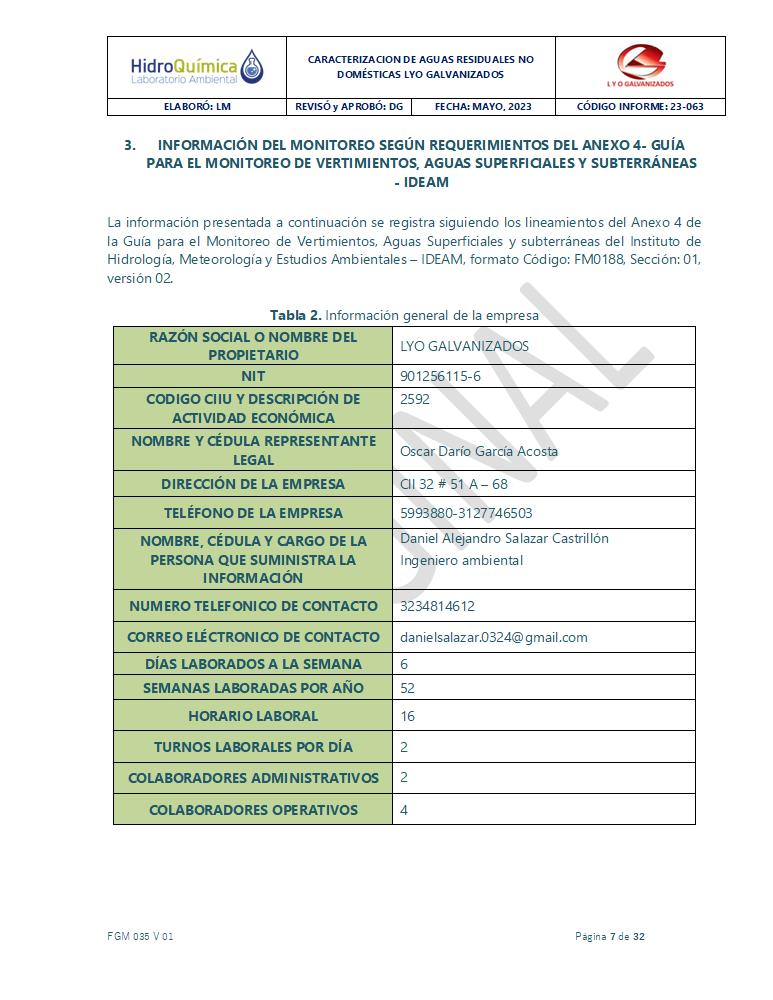 HidroQuímica
Laboratorio Ambiental
CARACTERIZACION DE AGUAS RESIDUALES NO
DOMÉSTICAS LYO GALVANIZADOS
L Y O GALVANIZADOS
ELABORÓ: LM
REVISÓ y APROBÓ: DG
FECHA: MAYO, 2023
CÓDIGO INFORME: 23-063
3. INFORMACIÓN DEL MONITOREO SEGÚN REQUERIMIENTOS DEL ANEXO 4- GUÍA
PARA EL MONITOREO DE VERTIMIENTOS, AGUAS SUPERFICIALES Y SUBTERRÁNEAS
- IDEAM
La información presentada a continuación se registra siguiendo los lineamientos del Anexo 4 de
la Guía para el Monitoreo de Vertimientos, Aguas Superficiales y subterráneas del Instituto de
Hidrología, Meteorología y Estudios Ambientales – IDEAM, formato Código: FM0188, Sección: 01,
versión 02.
Tabla 2. Información general de la empresa
RAZÓN SOCIAL O NOMBRE DEL
PROPIETARIO
LYO GALVANIZADOS
NIT
901256115-6
CODIGO CIIU Y DESCRIPCIÓN DE
ACTIVIDAD ECONÓMICA
2592
NOMBRE Y CÉDULA REPRESENTANTE
LEGAL
Oscar Darío García Acosta
DIRECCIÓN DE LA EMPRESA
Cll 32 # 51 A – 68
TELÉFONO DE LA EMPRESA
5993880-3127746503
NOMBRE, CÉDULA Y CARGO DE LA
PERSONA QUE SUMINISTRA LA
INFORMACIÓN
Daniel Alejandro Salazar Castrillón
Ingeniero ambiental
NUMERO TELEFONICO DE CONTACTO
3234814612
CORREO ELÉCTRONICO DE CONTACTO
danielsalazar.0324@gmail.com
DÍAS LABORADOS A LA SEMANA
6
SEMANAS LABORADAS POR AÑO
52
HORARIO LABORAL
16
TURNOS LABORALES POR DÍA
2
COLABORADORES ADMINISTRATIVOS
2
COLABORADORES OPERATIVOS
4
FGM 035 V 01
Página 7 de 32